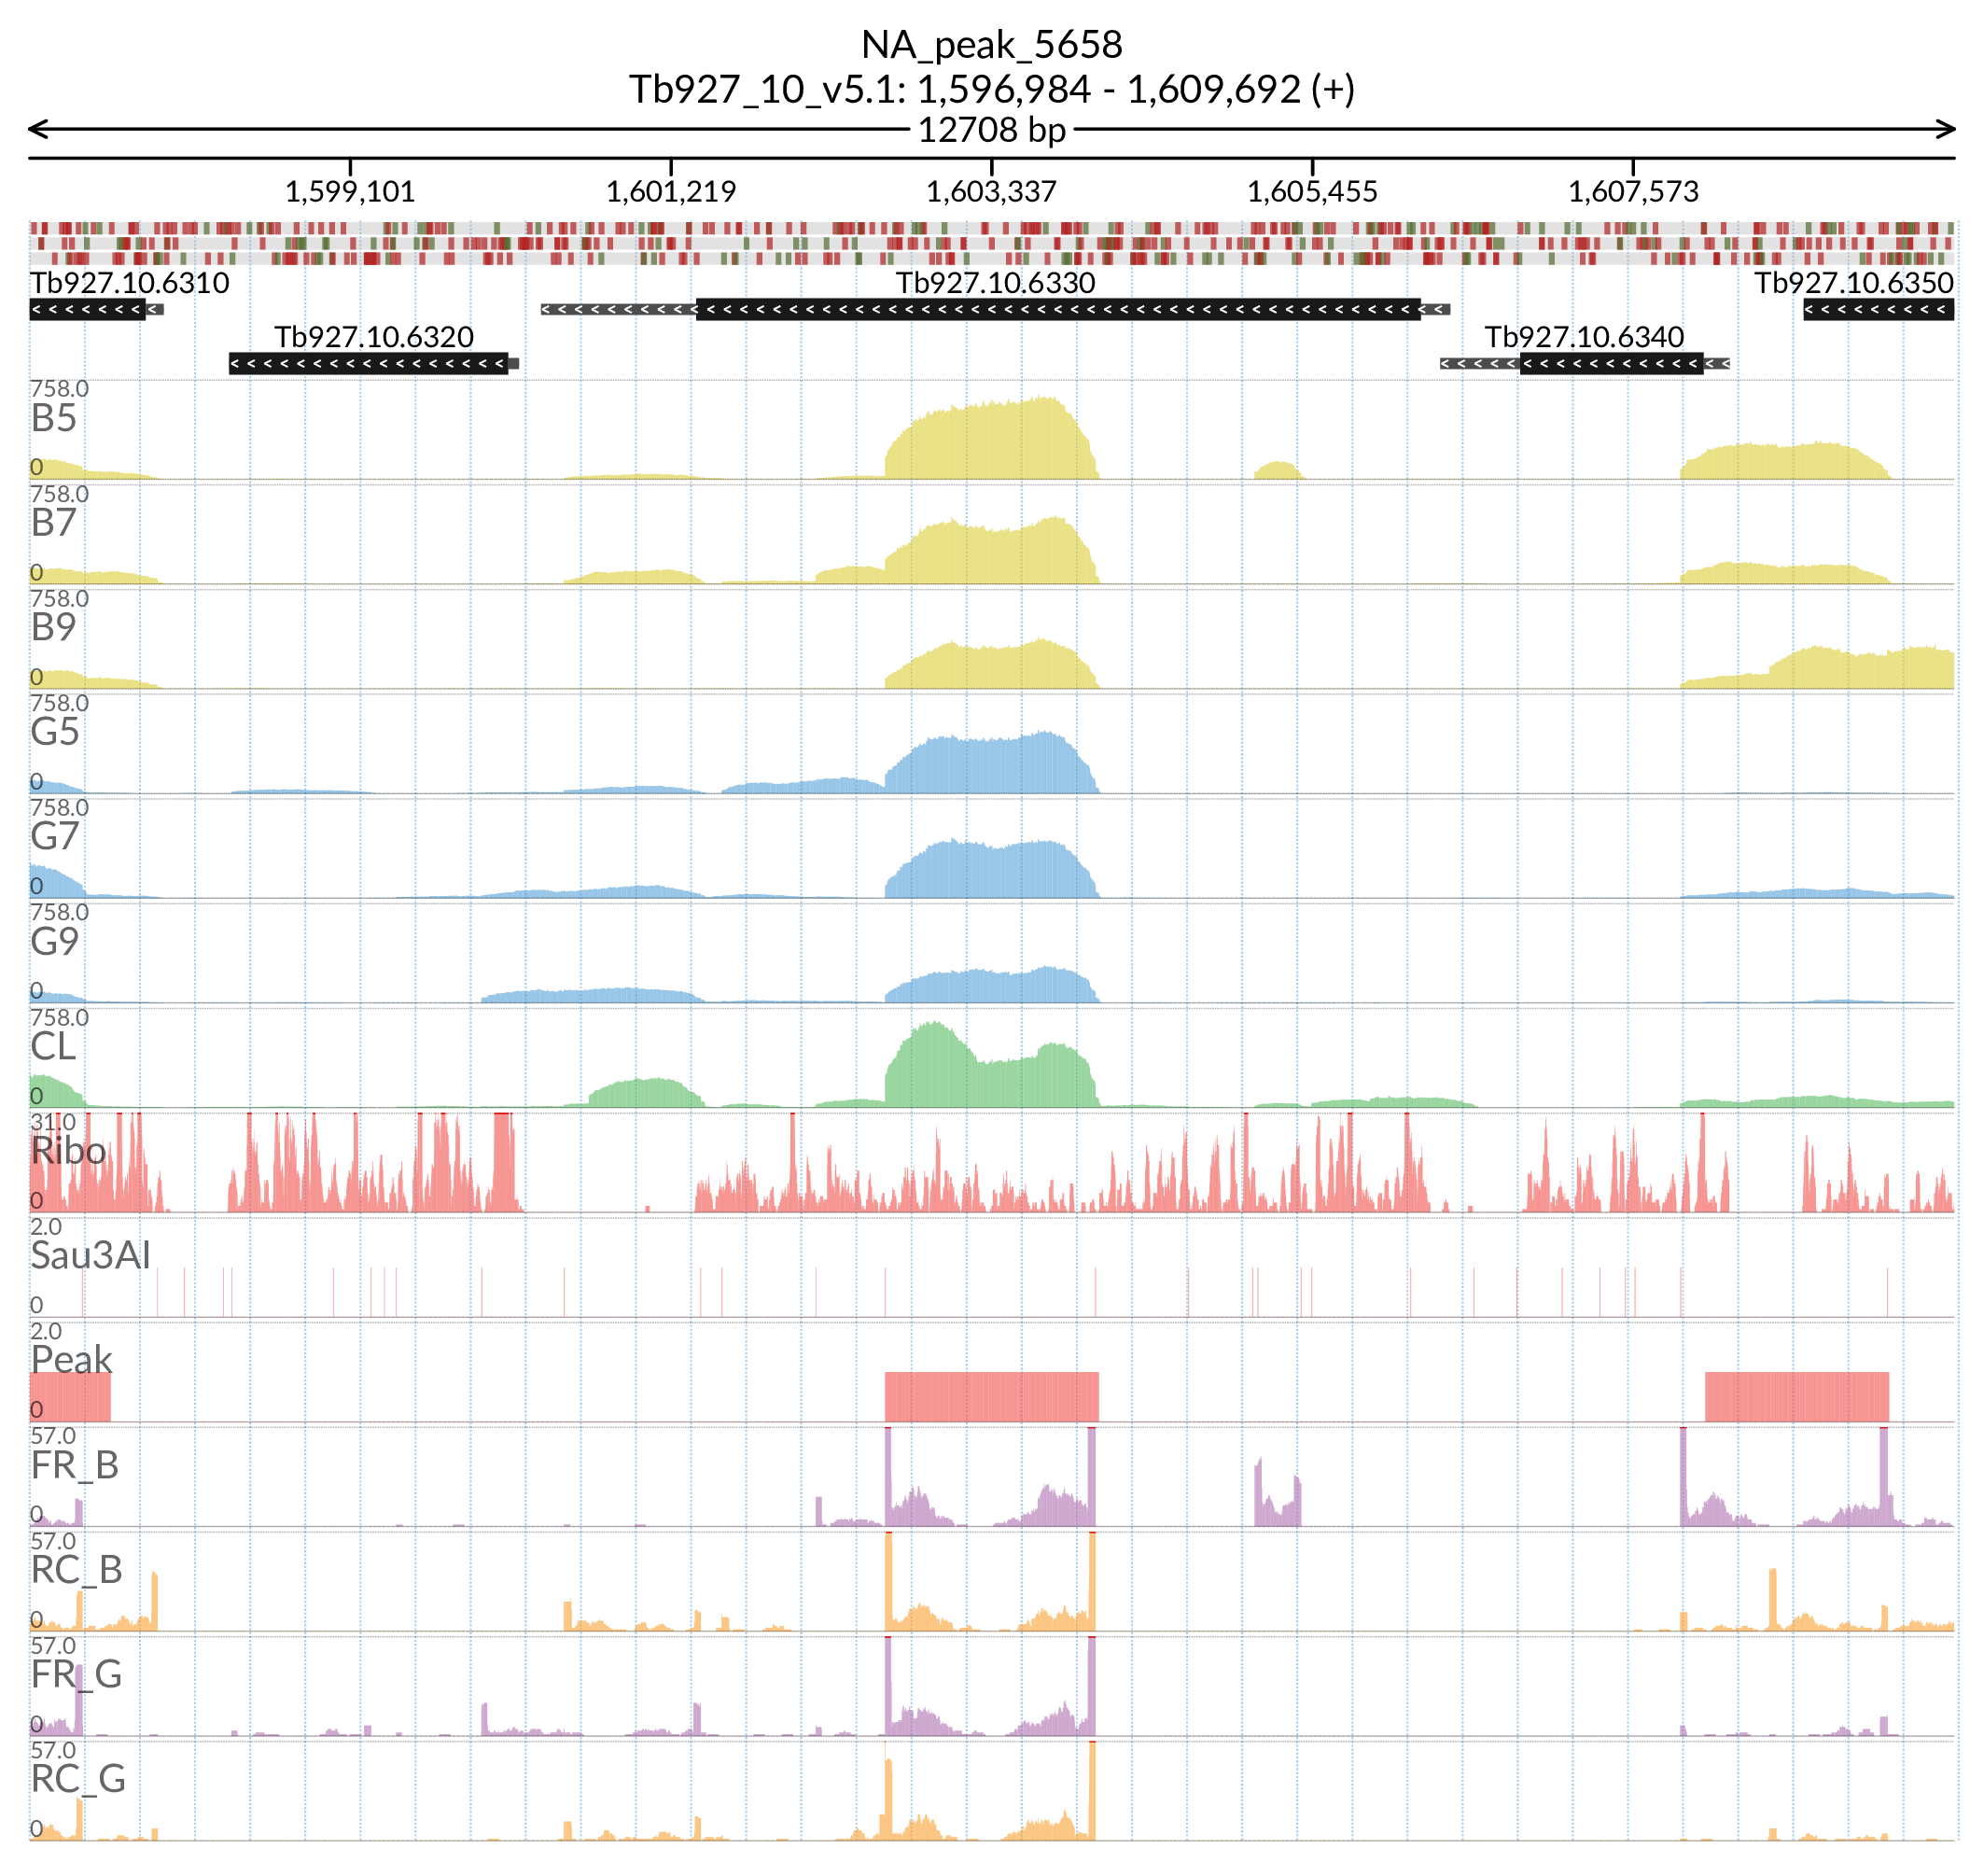 NA_peak_5658
Tb927_10_v5.1: 1,596,984 - 1,609,692 (+)
12708 bp
1,599,101 1,601,219 1,603,337 1,605,455 1,607,573
Tb927.10.6310 Tb927.10.6330 Tb927.10.6350
Tb927.10.6320 Tb927.10.6340
758.0
B5
0
758.0
B7
0
758.0
B9
0
758.0
G5
0
758.0
G7
0
758.0
G9
0
758.0
CL
0
31.0
Ribo
0
2.0
Sau3AI
0
2.0
Peak
0
57.0
FR_B
0
57.0
RC_B
0
57.0
FR_G
0
57.0
RC_G
0